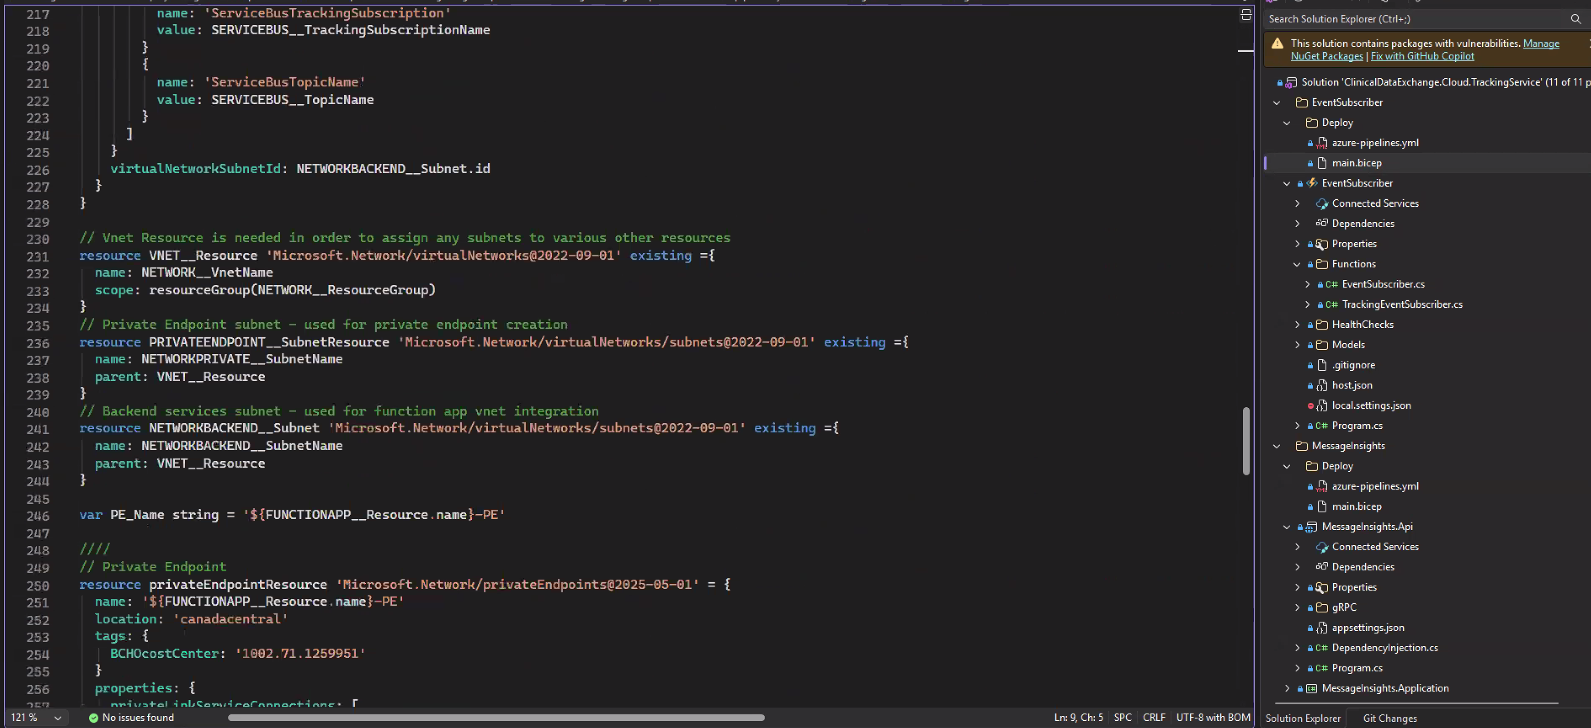 217 name: 'ServiceBusTrackingSubscription'
218 value: SERVICEBUS__TrackingSubscriptionName
219 }
220 {
221 name: 'ServiceBusTopicName'
222 value: SERVICEBUS__TopicName
223 }
224 ]
225 }
226 virtualNetworkSubnetId: NETWORKBACKEND__Subnet.id
227 }
228 }
229
230 // Vnet Resource is needed in order to assign any subnets to various other resources
231 resource VNET__Resource 'Microsoft.Network/virtualNetworks@2022-09-01' existing ={
232 name: NETWORK__VnetName
233 scope: resourceGroup(NETWORK__ResourceGroup)
234 }
235 // Private Endpoint subnet - used for private endpoint creation
236 resource PRIVATEENDPOINT__SubnetResource 'Microsoft.Network/virtualNetworks/subnets@2022-09-01' existing ={
237 name: NETWORKPRIVATE__SubnetName
238 parent: VNET__Resource
239 }
240 // Backend services subnet - used for function app vnet integration
241 resource NETWORKBACKEND__Subnet 'Microsoft.Network/virtualNetworks/subnets@2022-09-01' existing ={
242 name: NETWORKBACKEND__SubnetName
243 parent: VNET__Resource
244 }
245
246 var PE_Name string = '${FUNCTIONAPP__Resource.name}-PE'
247
248 ////
249 // Private Endpoint
250 resource privateEndpointResource 'Microsoft.Network/privateEndpoints@2025-05-01' = {
251 name: '${FUNCTIONAPP__Resource.name}-PE'
252 location: 'canadacentral'
253 tags: {
254 BCHOcostCenter: '1002.71.1259951'
255 }
256 properties: {
257 privateLinkServiceConnections: [
121 %
No issues found
Ln: 9, Ch: 5
SPC
CRLF
UTF-8 with BOM
Search Solution Explorer (Ctrl+;)
This solution contains packages with vulnerabilities. Manage
NuGet Packages | Fix with GitHub Copilot
Solution 'ClinicalDataExchange.Cloud.TrackingService' (11 of 11 p
EventSubscriber
Deploy
azure-pipelines.yml
main.bicep
EventSubscriber
Connected Services
Dependencies
Properties
Functions
C# EventSubscriber.cs
C# TrackingEventSubscriber.cs
HealthChecks
Models
.gitignore
host.json
local.settings.json
C# Program.cs
MessageInsights
Deploy
azure-pipelines.yml
main.bicep
MessageInsights.Api
Connected Services
Dependencies
Properties
gRPC
appsettings.json
C# DependencyInjection.cs
C# Program.cs
MessageInsights.Application
Solution Explorer
Git Changes